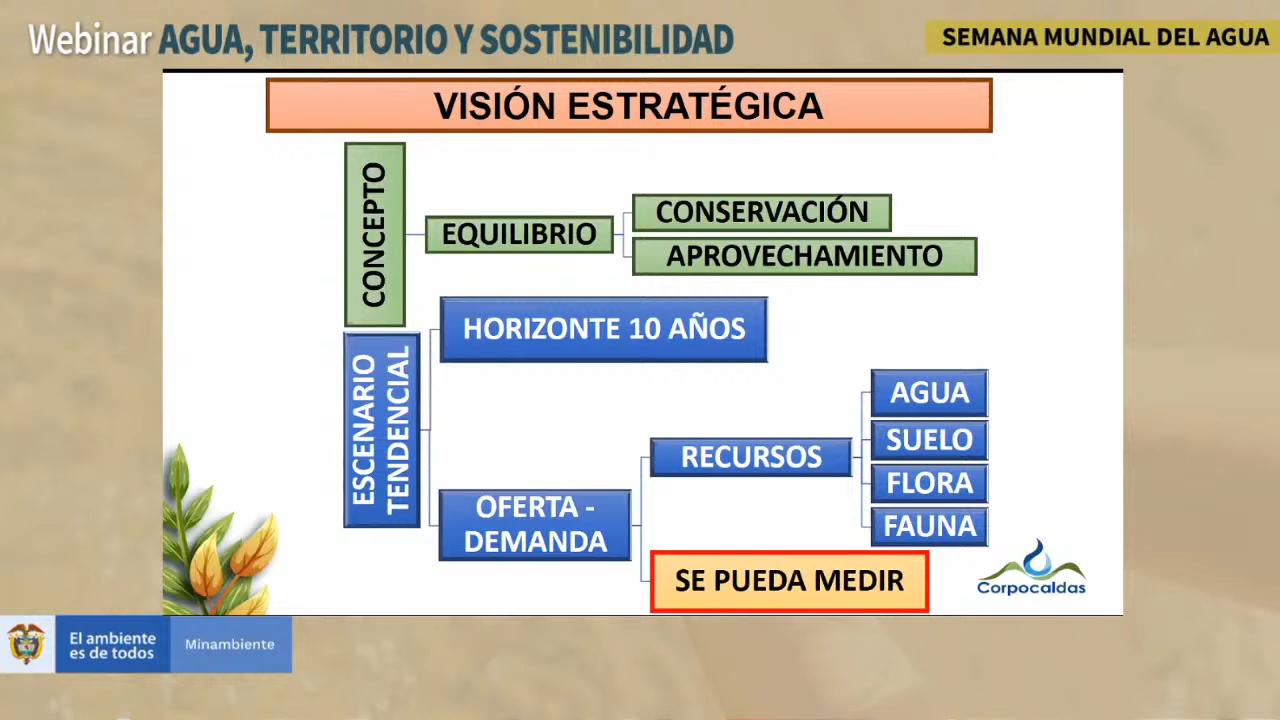 Webinar AGUA, TERRITORIO Y SOSTENIBILIDAD
SEMANA MUNDIAL DEL AGUA
VISIÓN ESTRATÉGICA
CONCEPTO
EQUILIBRIO
CONSERVACIÓN
APROVECHAMIENTO
ESCENARIO
TENDENCIAL
HORIZONTE 10 AÑOS
OFERTA -
DEMANDA
RECURSOS
AGUA
SUELO
FLORA
FAUNA
SE PUEDA MEDIR
Corpocaldas
El ambiente
es de todos
Minambiente